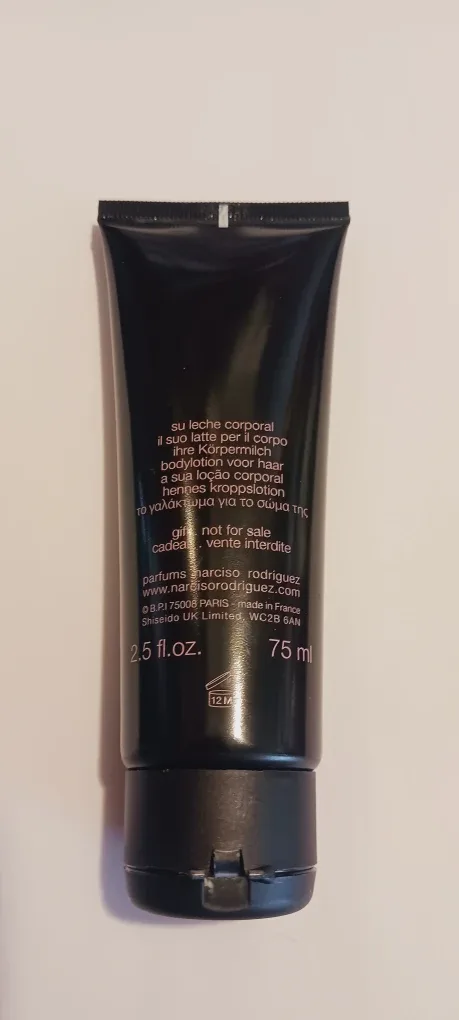 su leche corporal
il suo latte per il corpo
ihre Körpermilch
bodylotion voor haar
a sua loção corporal
hennes kroppslotion
το γαλάκτωμα για το σώμα της
gift. not for sale
cadeau. vente interdite
parfums narciso rodriguez
www.narcisorodriguez.com
© B.P.I 75008 PARIS - made in France
Shiseido UK Limited, WC2B 6AN
2.5 fl.oz. 75 ml
12 M